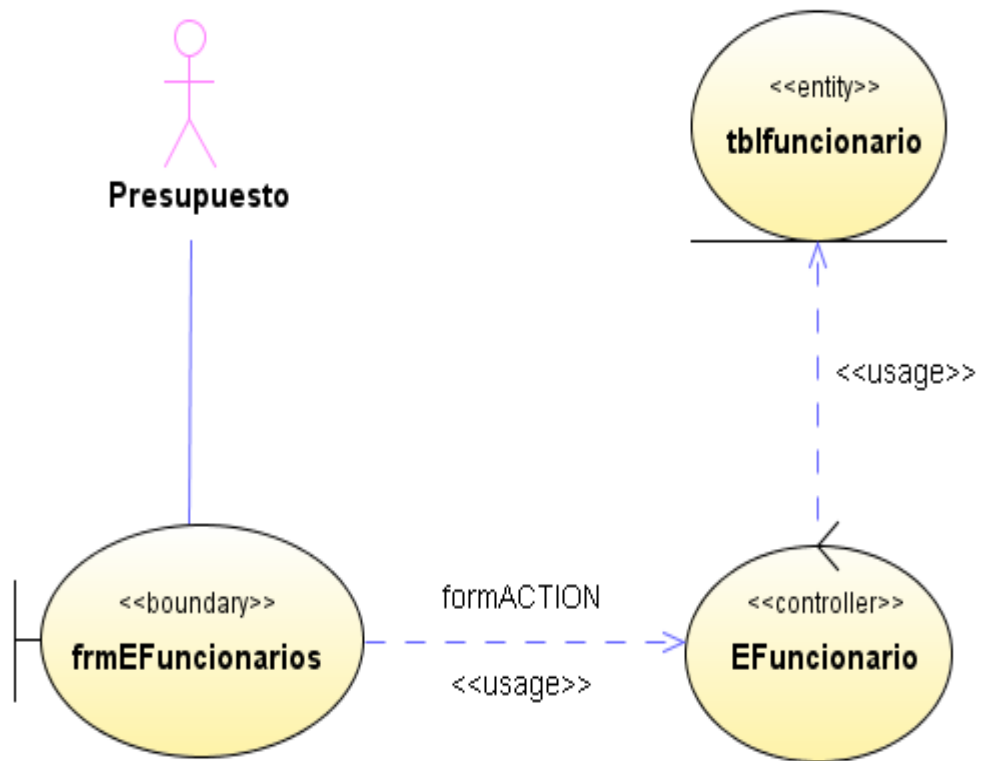 <<entity>>
tblfuncionario
Presupuesto
<<usage>>
<<boundary>>
frmEFuncionarios
formACTION
<<usage>>
<<controller>>
EFuncionario